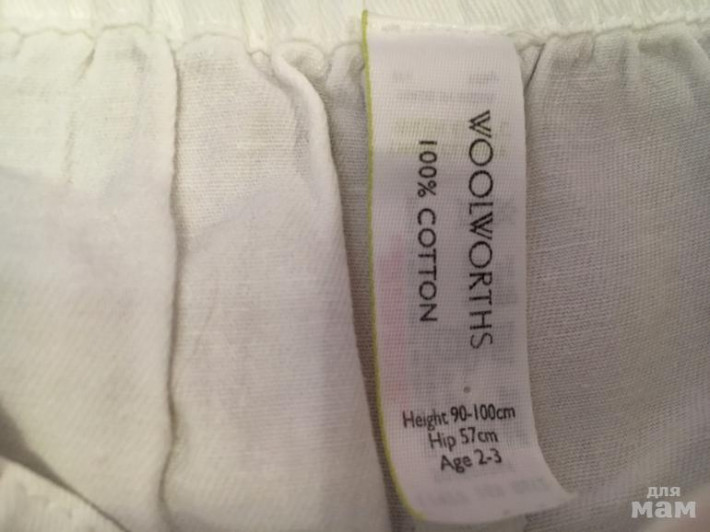 WOOLWORTHS
100% COTTON
Height 90-100cm
Hip 57cm
Age 2-3
для
мам